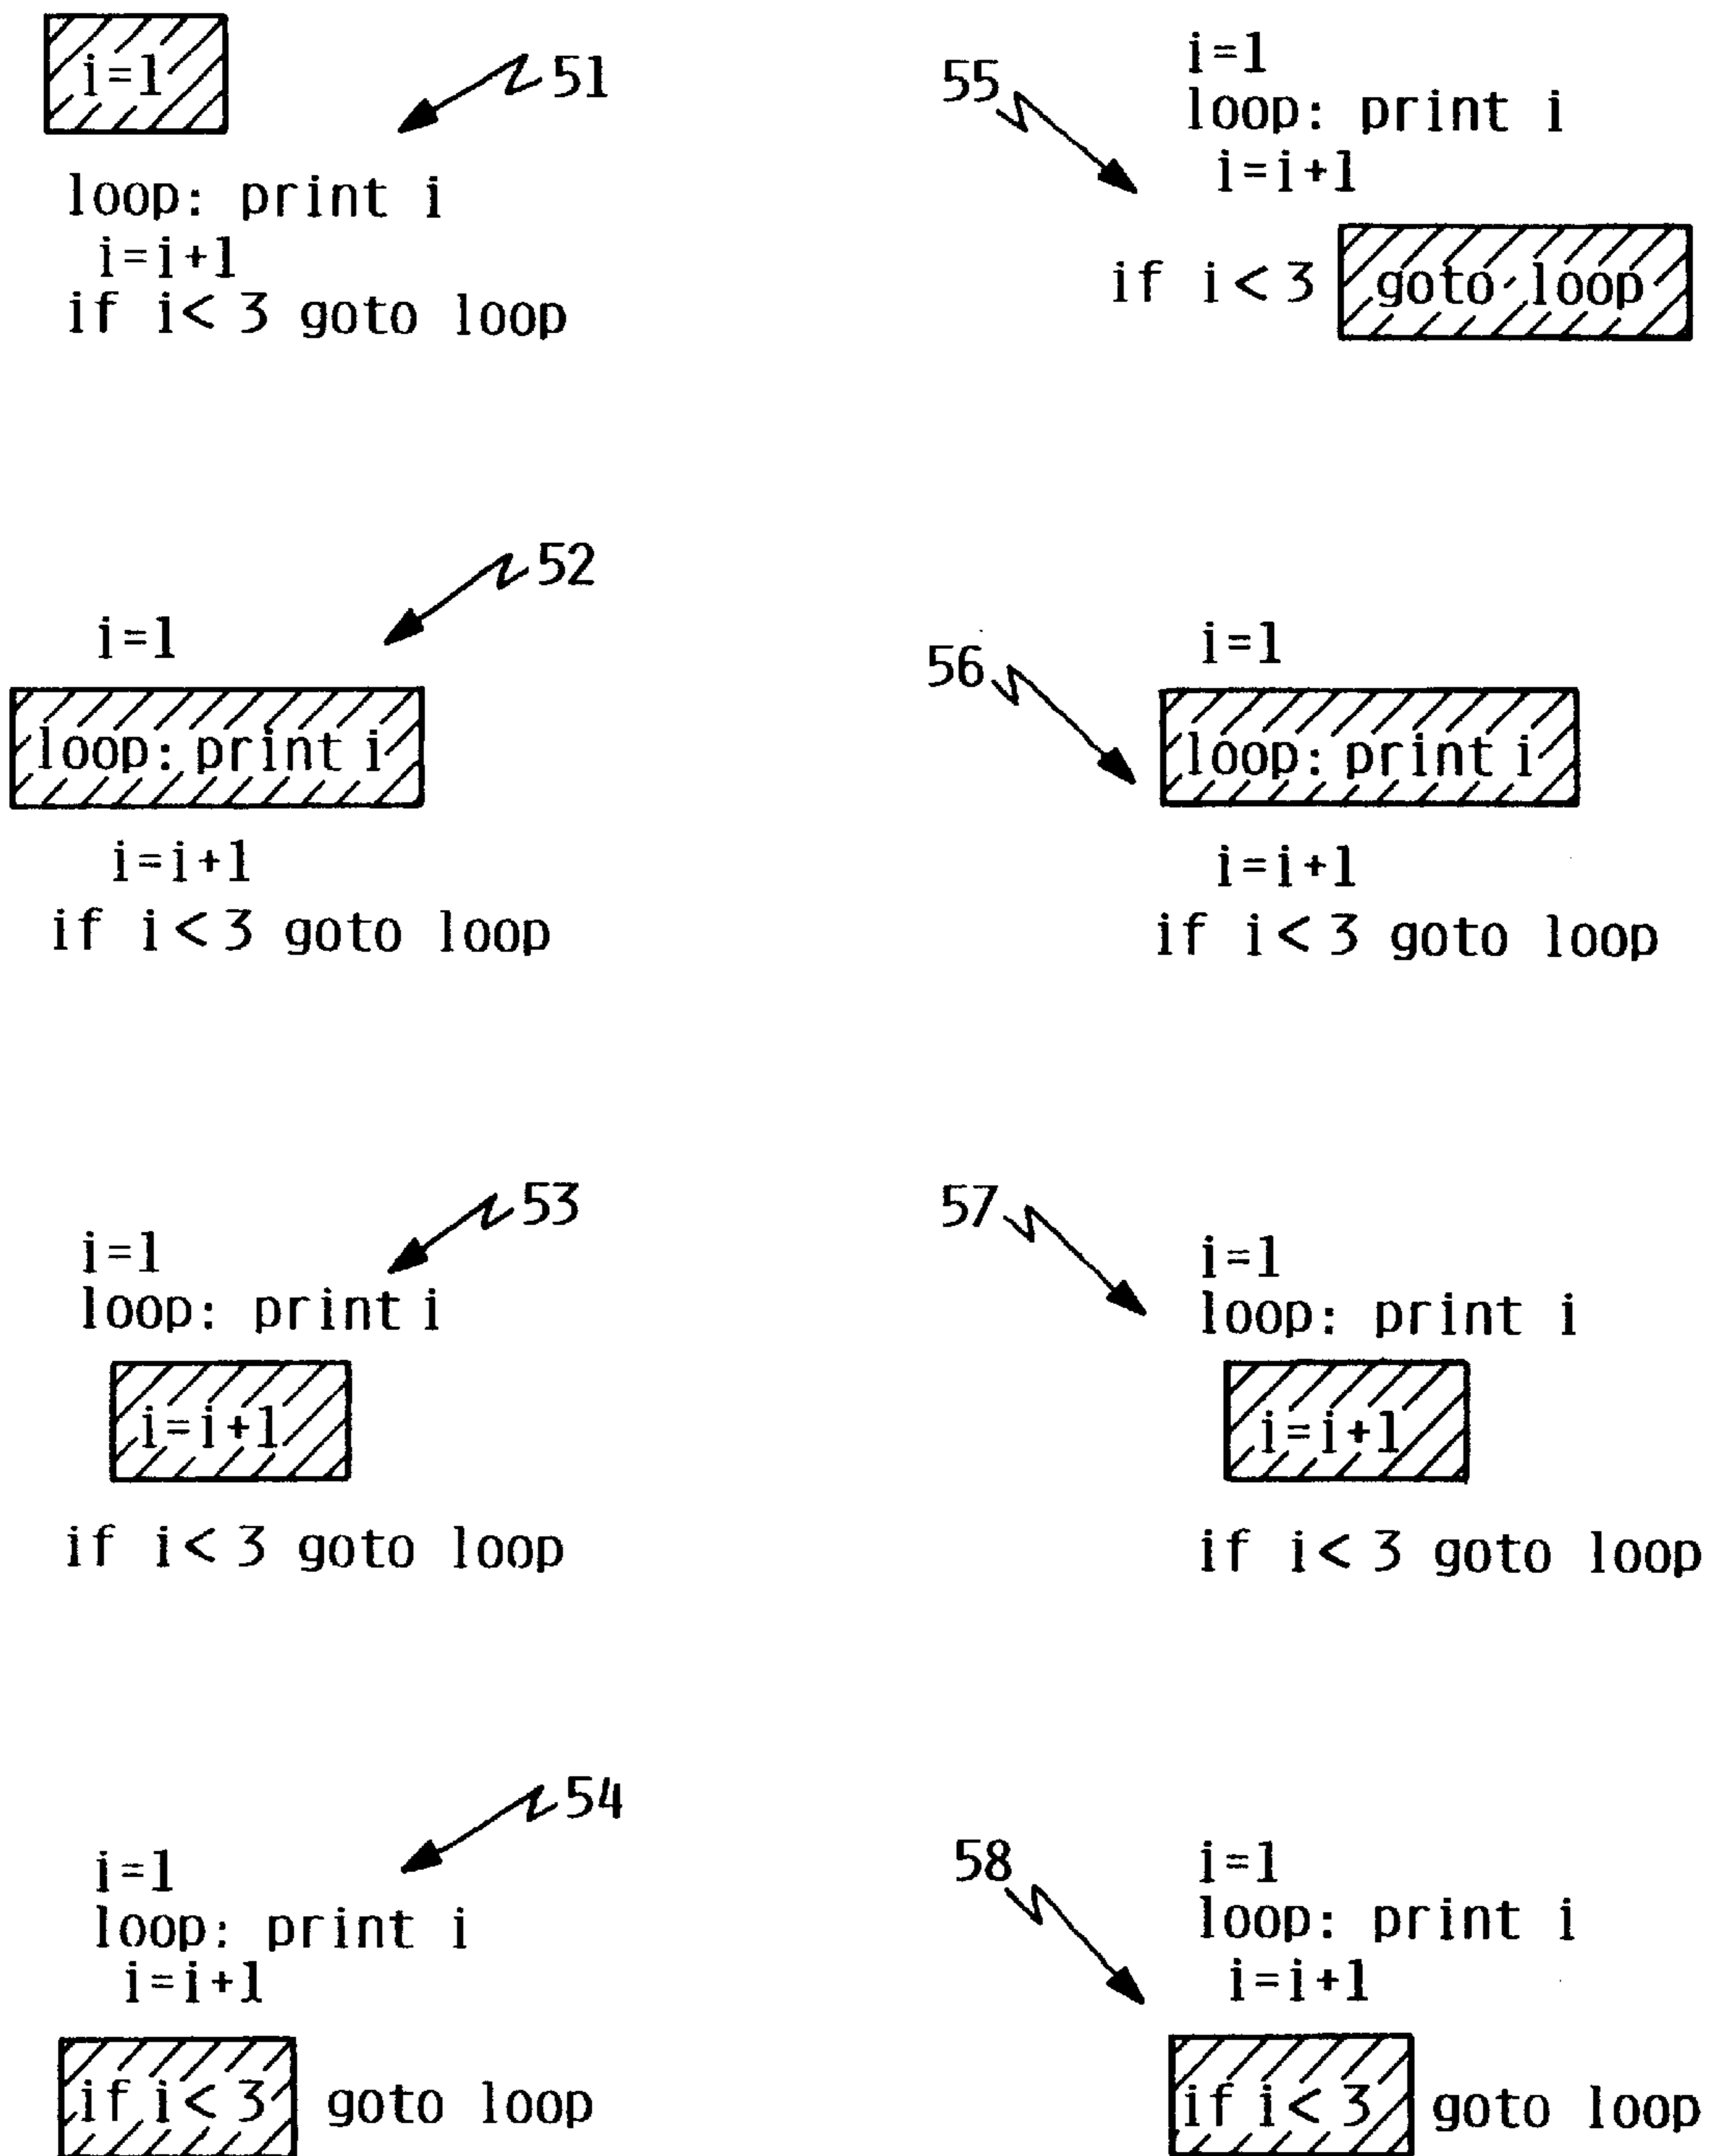 i=1
51
loop: print i
i=i+1
if i< 3 goto loop
52
i=1
loop: print i
i=i+1
if i< 3 goto loop
53
i=1
loop: print i
i=i+1
if i< 3 goto loop
54
i=1
loop: print i
i=i+1
if i< 3 goto loop
55
i=1
loop: print i
i=i+1
if i< 3 goto loop
56
i=1
loop: print i
i=i+1
if i< 3 goto loop
57
i=1
loop: print i
i=i+1
if i< 3 goto loop
58
i=1
loop: print i
i=i+1
if i< 3 goto loop